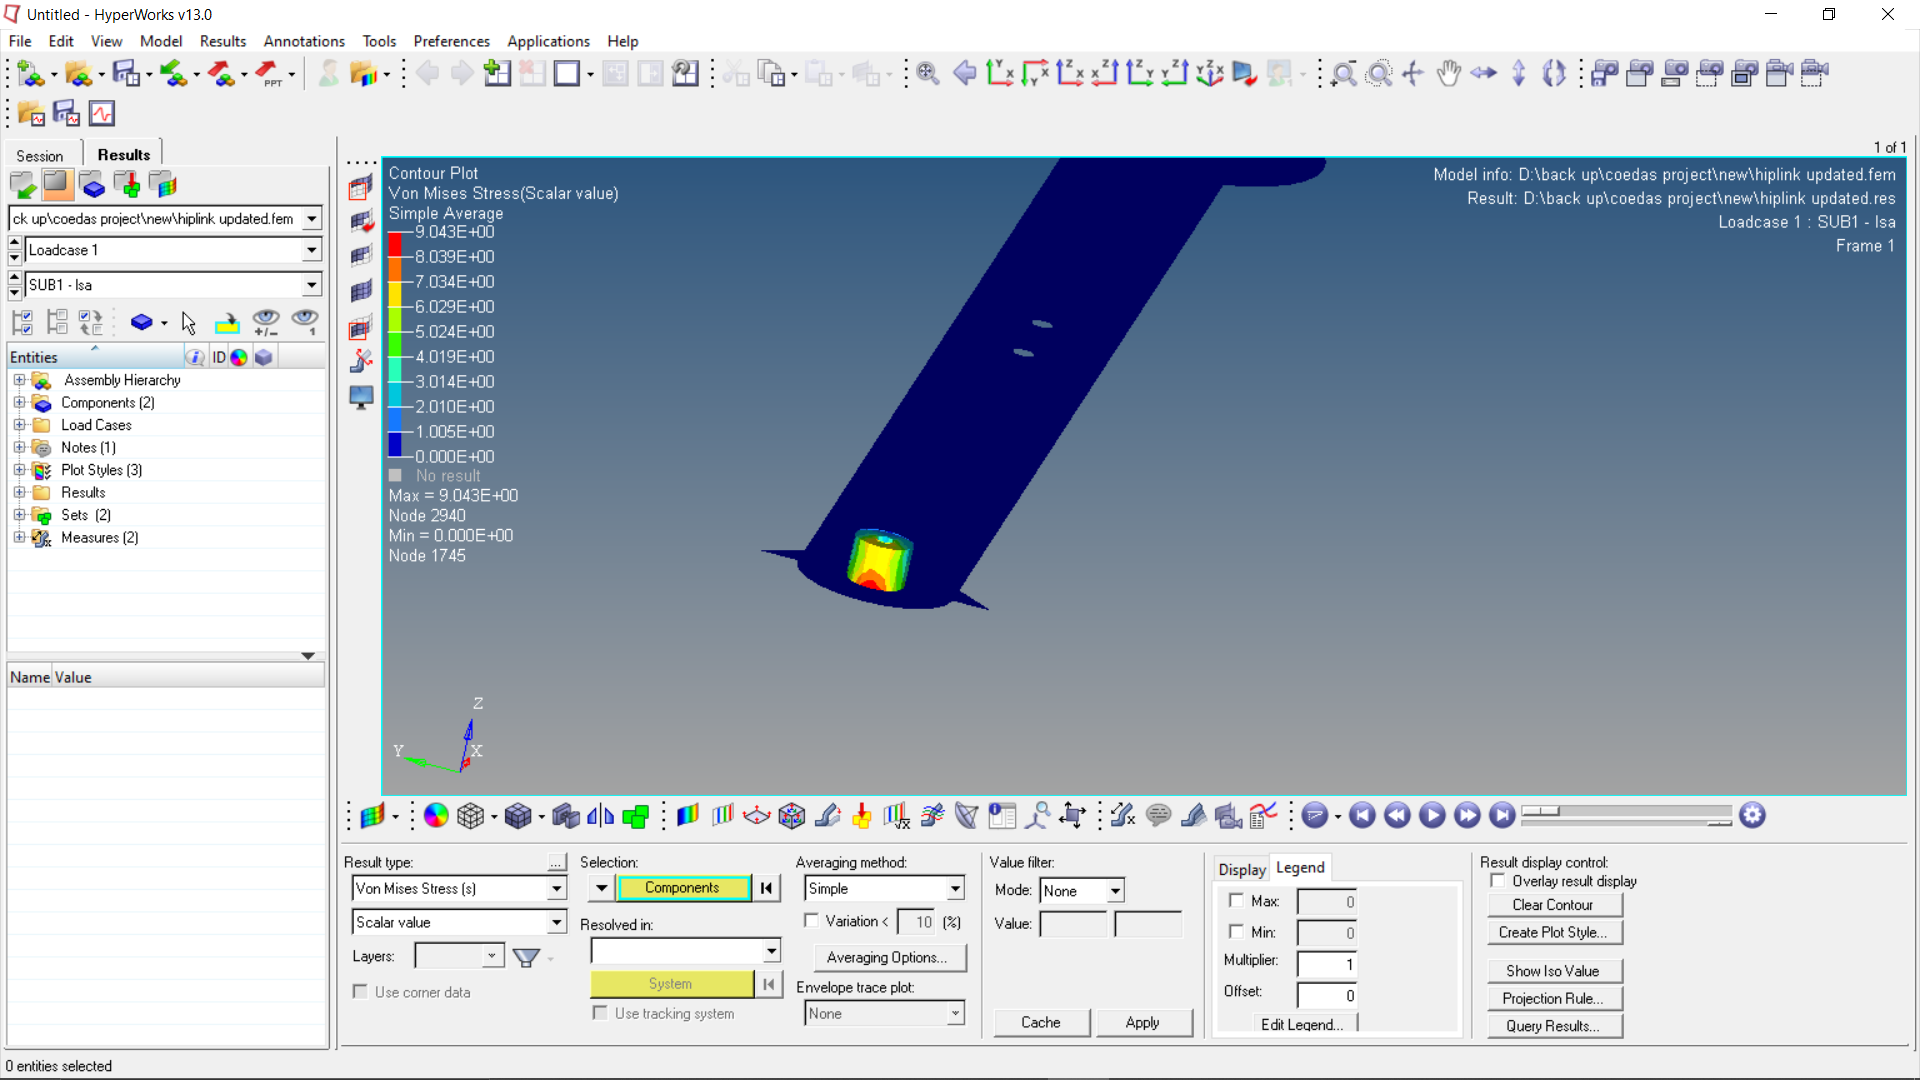 Untitled - HyperWorks v13.0
File Edit View Model Results Annotations Tools Preferences Applications Help
PPT
Session Results
1 of 1
ck up\coedas project\new\hiplink updated.fem
Loadcase 1
SUB1 - lsa
Entities ID
Assembly Hierarchy
Components (2)
Load Cases
Notes (1)
Plot Styles (3)
Results
Sets (2)
Measures (2)
Name Value
Contour Plot
Von Mises Stress(Scalar value)
Simple Average
9.043E+00
8.039E+00
7.034E+00
6.029E+00
5.024E+00
4.019E+00
3.014E+00
2.010E+00
1.005E+00
0.000E+00
No result
Max = 9.043E+00
Node 2940
Min = 0.000E+00
Node 1745
Model info: D:\back up\coedas project\new\hiplink updated.fem
Result: D:\back up\coedas project\new\hiplink updated.res
Loadcase 1 : SUB1 - lsa
Frame 1
Z
Y
X
Result type: ...
Von Mises Stress (s)
Scalar value
Layers:
Use corner data
Selection:
Components
Resolved in:
System
Use tracking system
Averaging method:
Simple
Variation < 10 (%)
Averaging Options...
Envelope trace plot:
None
Value filter:
Mode: None
Value:
Cache Apply
Display Legend
Max: 0
Min: 0
Multiplier: 1
Offset: 0
Edit Legend...
Result display control:
Overlay result display
Clear Contour
Create Plot Style...
Show Iso Value
Projection Rule...
Query Results...
0 entities selected